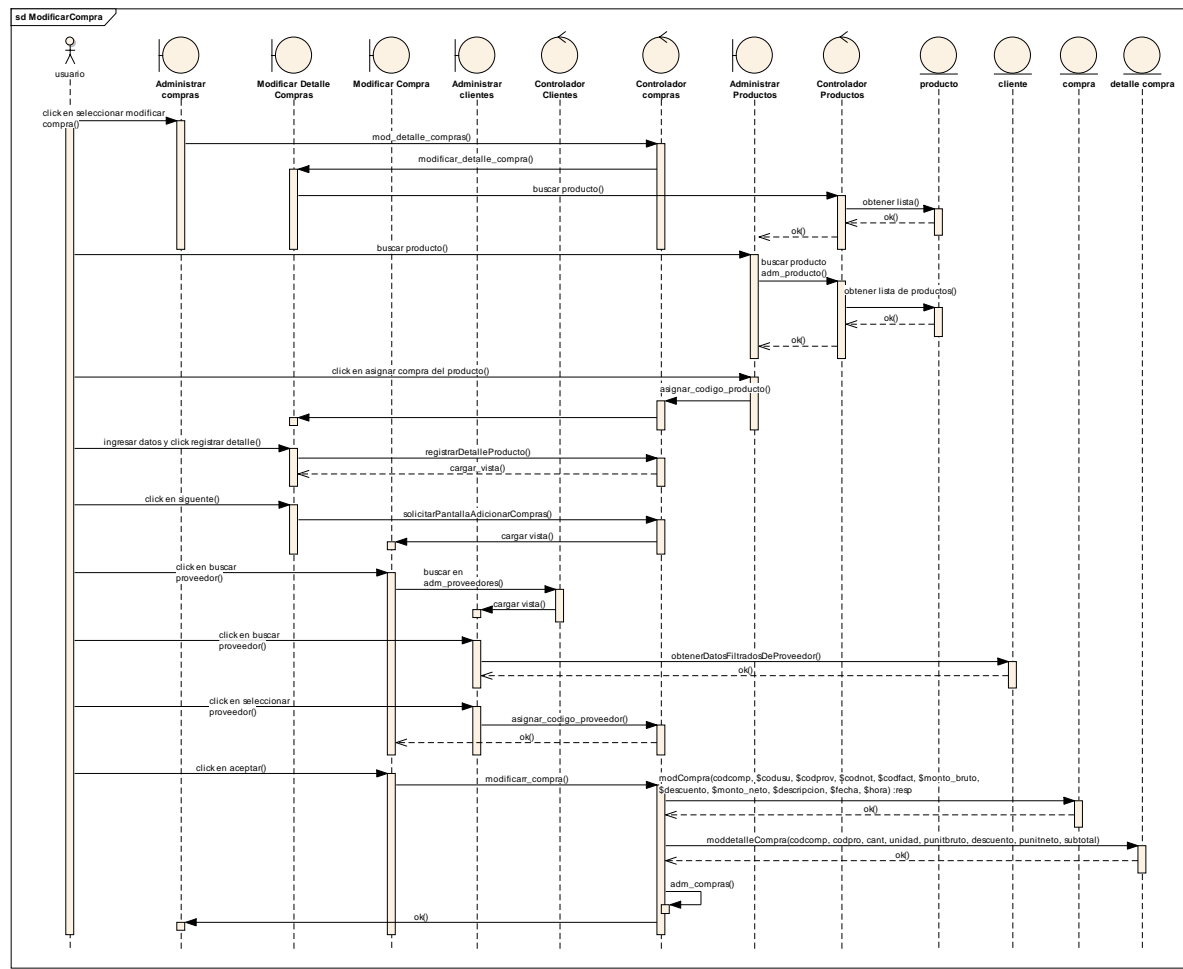 sd ModificarCompra
usuario
Administrar
compras
Modificar Detalle
Compras
Modificar Compra
Administrar
clientes
Controlador
Clientes
Controlador
compras
Administrar
Productos
Controlador
Productos
producto
cliente
compra
detalle compra
click en seleccionar modificar
compra()
mod_detalle_compras()
modificar_detalle_compra()
buscar producto()
obtener lista()
ok()
ok()
buscar producto()
buscar producto
adm_producto()
obtener lista de productos()
ok()
ok()
click en asignar compra del producto()
asignar_codigo_producto()
ingresar datos y click registrar detalle()
registrarDetalleProducto()
cargar_vista()
click en siguente()
solicitarPantallaAdicionarCompras()
cargar vista()
click en buscar
proveedor()
buscar en
adm_proveedores()
cargar vista()
click en buscar
proveedor()
obtenerDatosFiltradosDeProveedor()
ok()
click en seleccionar
proveedor()
asignar_codigo_proveedor()
ok()
click en aceptar()
modificarr_compra()
modCompra(codcomp, $codusu, $codprov, $codnot, $codfact, $monto_bruto,
$descuento, $monto_neto, $descripcion, $fecha, $hora) :resp
ok()
moddetalleCompra(codcomp, codpro, cant, unidad, punitbruto, descuento, punitneto, subtotal)
ok()
adm_compras()
ok()